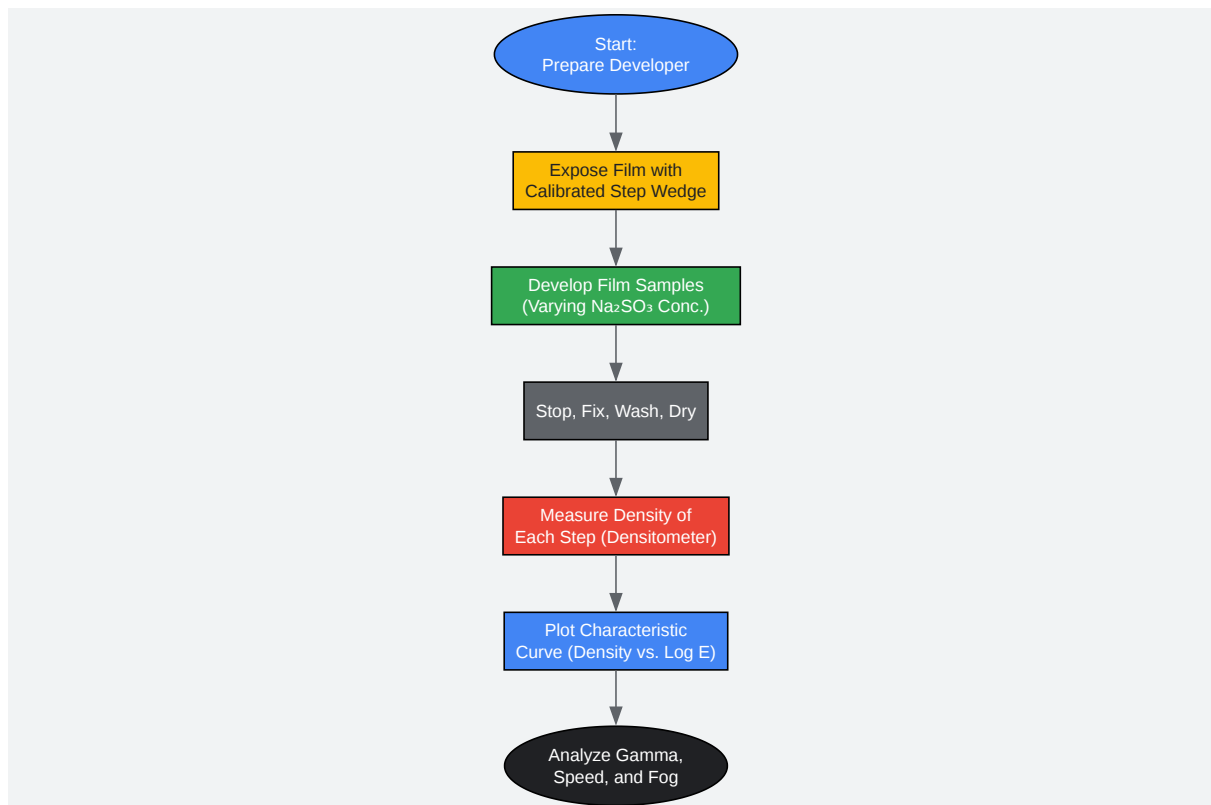 Start:
Prepare Developer
Expose Film with
Calibrated Step Wedge
Develop Film Samples
(Varying Na₂SO₃ Conc.)
Stop, Fix, Wash, Dry
Measure Density of
Each Step (Densitometer)
Plot Characteristic
Curve (Density vs. Log E)
Analyze Gamma,
Speed, and Fog